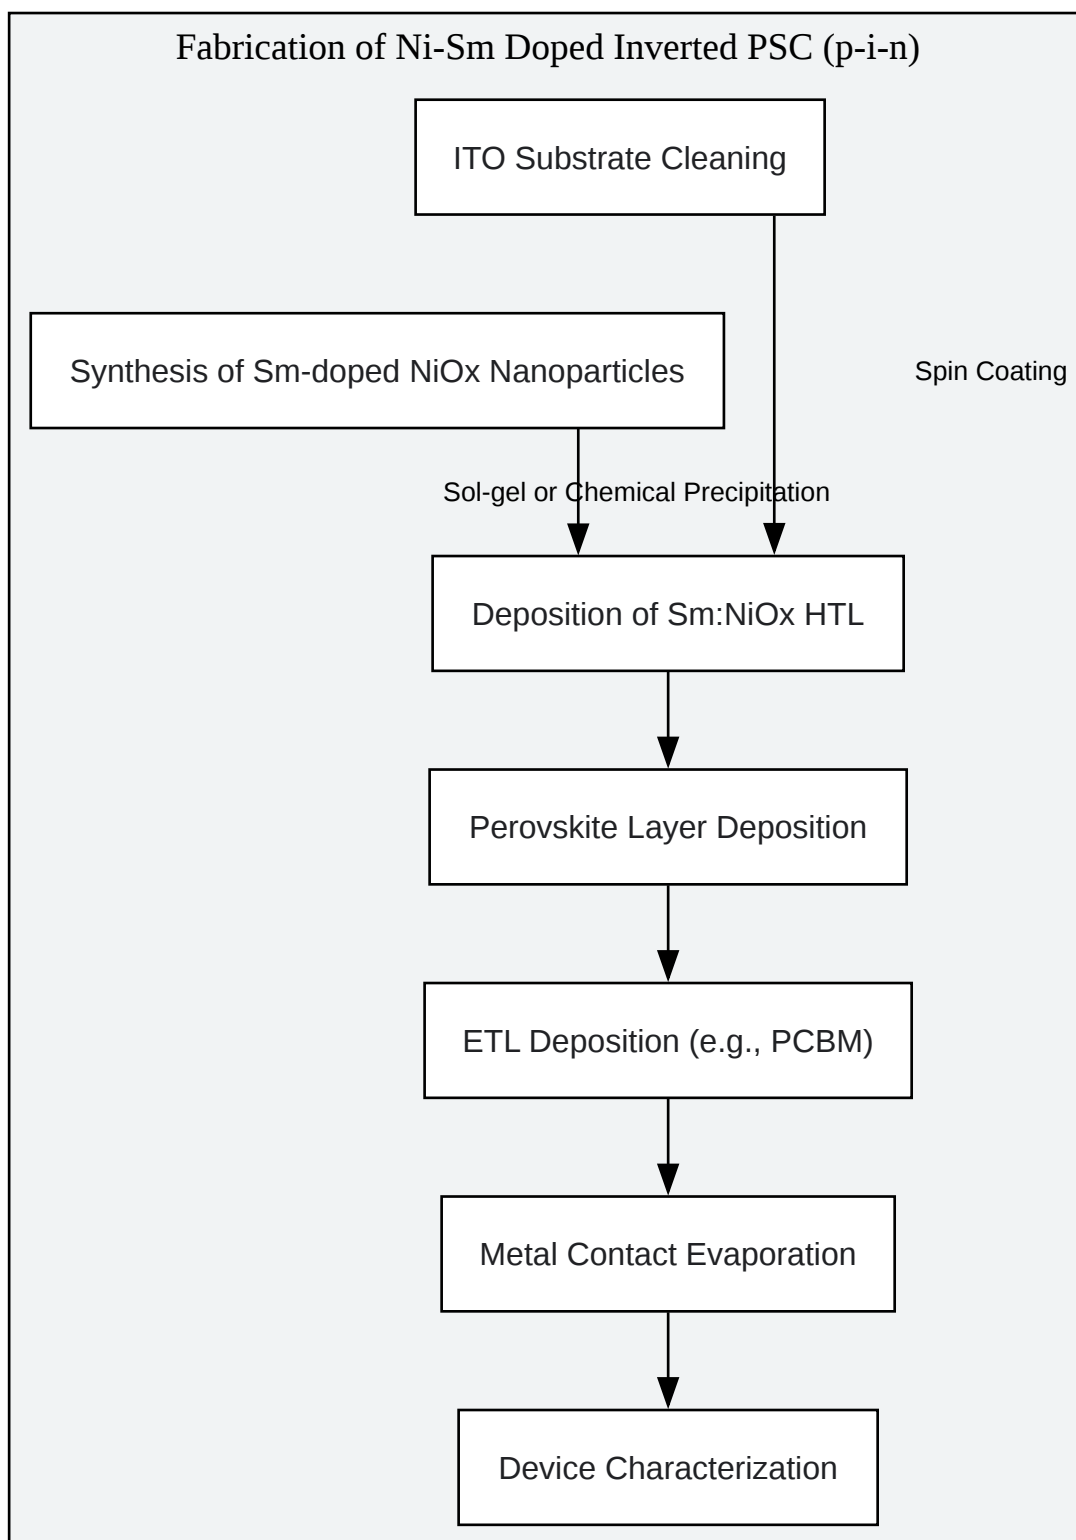 Fabrication of Ni-Sm Doped Inverted PSC (p-i-n)
ITO Substrate Cleaning
Synthesis of Sm-doped NiOx Nanoparticles
Spin Coating
Sol-gel or Chemical Precipitation
Deposition of Sm:NiOx HTL
Perovskite Layer Deposition
ETL Deposition (e.g., PCBM)
Metal Contact Evaporation
Device Characterization